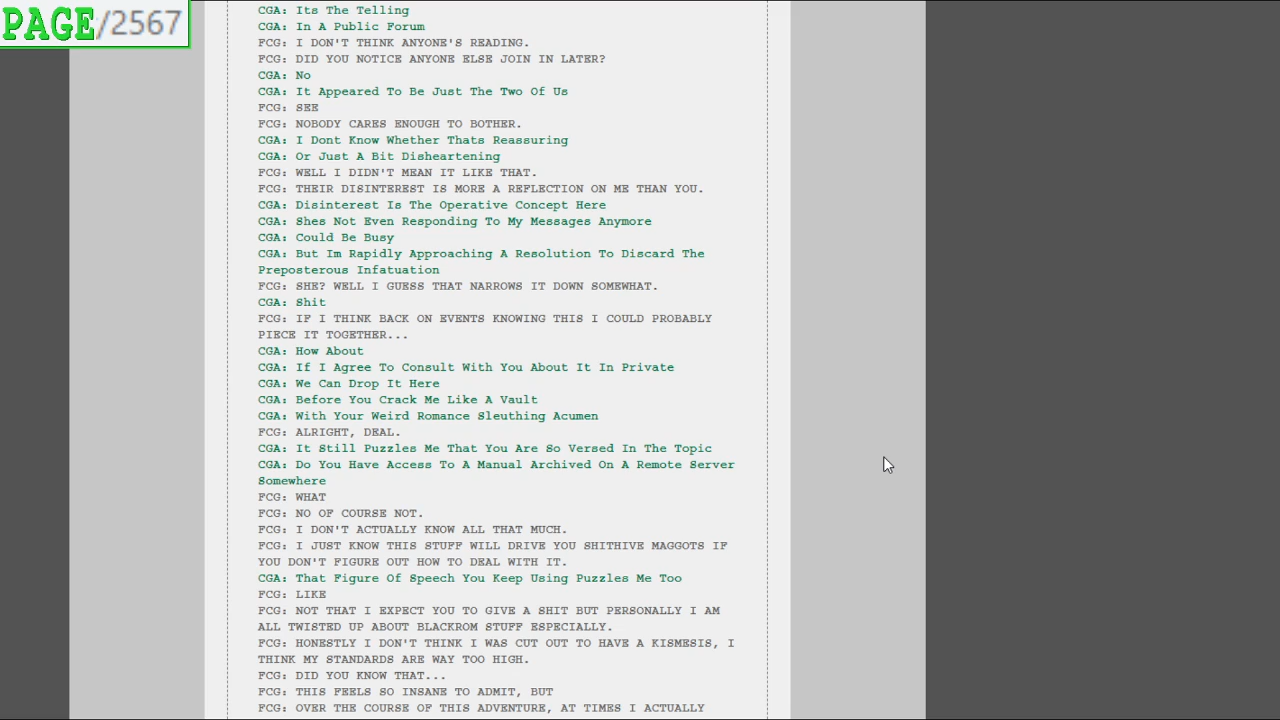 PAGE/2567
CGA: Its The Telling
CGA: In A Public Forum
FCG: I DON'T THINK ANYONE'S READING.
FCG: DID YOU NOTICE ANYONE ELSE JOIN IN LATER?
CGA: No
CGA: It Appeared To Be Just The Two Of Us
FCG: SEE
FCG: NOBODY CARES ENOUGH TO BOTHER.
CGA: I Dont Know Whether Thats Reassuring
CGA: Or Just A Bit Disheartening
FCG: WELL I DIDN'T MEAN IT LIKE THAT.
FCG: THEIR DISINTEREST IS MORE A REFLECTION ON ME THAN YOU.
CGA: Disinterest Is The Operative Concept Here
CGA: Shes Not Even Responding To My Messages Anymore
CGA: Could Be Busy
CGA: But Im Rapidly Approaching A Resolution To Discard The
Preposterous Infatuation
FCG: SHE? WELL I GUESS THAT NARROWS IT DOWN SOMEWHAT.
CGA: Shit
FCG: IF I THINK BACK ON EVENTS KNOWING THIS I COULD PROBABLY
PIECE IT TOGETHER...
CGA: How About
CGA: If I Agree To Consult With You About It In Private
CGA: We Can Drop It Here
CGA: Before You Crack Me Like A Vault
CGA: With Your Weird Romance Sleuthing Acumen
FCG: ALRIGHT, DEAL.
CGA: It Still Puzzles Me That You Are So Versed In The Topic
CGA: Do You Have Access To A Manual Archived On A Remote Server
Somewhere
FCG: WHAT
FCG: NO OF COURSE NOT.
FCG: I DON'T ACTUALLY KNOW ALL THAT MUCH.
FCG: I JUST KNOW THIS STUFF WILL DRIVE YOU SHITHIVE MAGGOTS IF
YOU DON'T FIGURE OUT HOW TO DEAL WITH IT.
CGA: That Figure Of Speech You Keep Using Puzzles Me Too
FCG: LIKE
FCG: NOT THAT I EXPECT YOU TO GIVE A SHIT BUT PERSONALLY I AM
ALL TWISTED UP ABOUT BLACKROM STUFF ESPECIALLY.
FCG: HONESTLY I DON'T THINK I WAS CUT OUT TO HAVE A KISMESIS, I
THINK MY STANDARDS ARE WAY TOO HIGH.
FCG: DID YOU KNOW THAT...
FCG: THIS FEELS SO INSANE TO ADMIT, BUT
FCG: OVER THE COURSE OF THIS ADVENTURE, AT TIMES I ACTUALLY